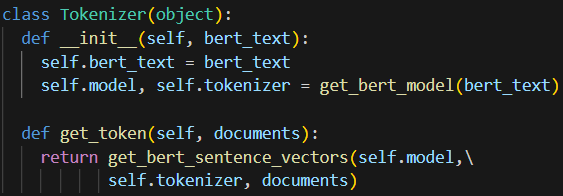 class Tokenizer(object):
def __init__(self, bert_text):
self.bert_text = bert_text
self.model, self.tokenizer = get_bert_model(bert_text)
def get_token(self, documents):
return get_bert_sentence_vectors(self.model,\
self.tokenizer, documents)